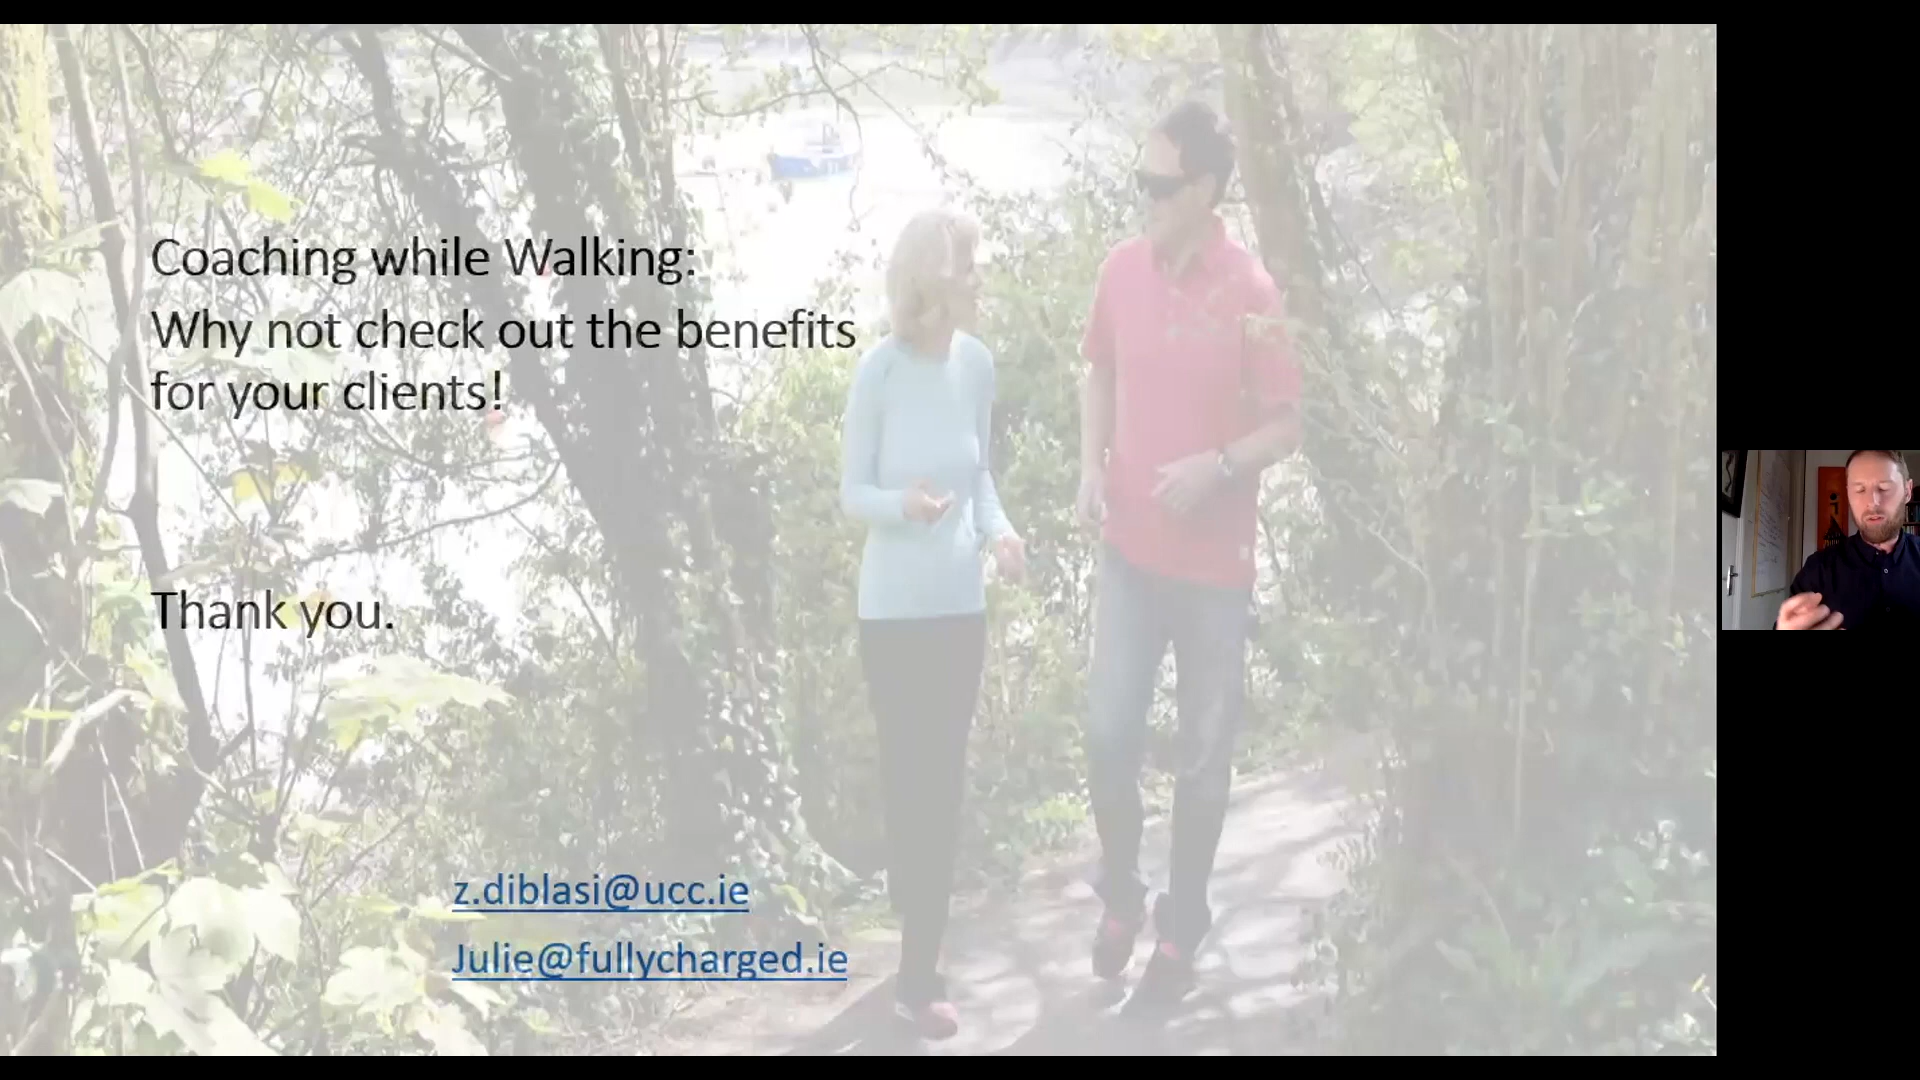 Coaching while Walking:
Why not check out the benefits
for your clients!
Thank you.
z.diblasi@ucc.ie
Julie@fullycharged.ie